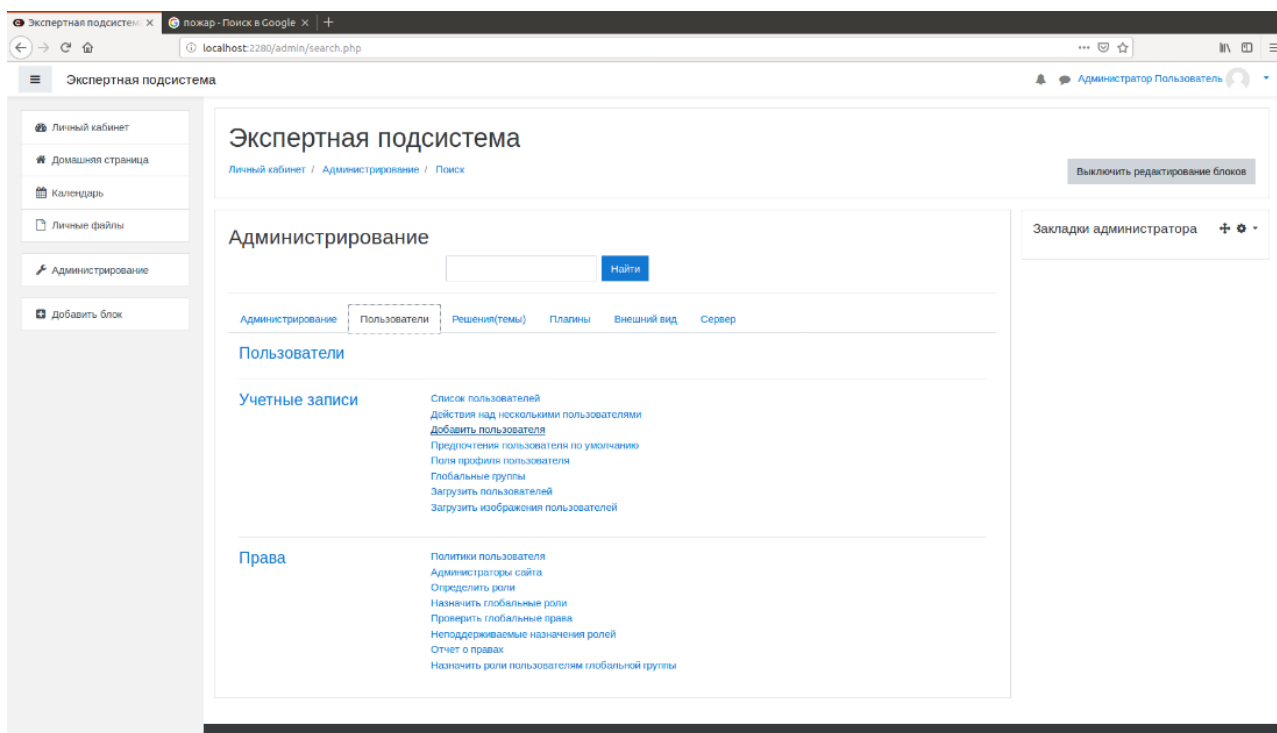 Экспертная подсистем
пожар - Поиск в Google
localhost:2280/admin/search.php
Экспертная подсистема
Администратор Пользователь
Личный кабинет
Домашняя страница
Календарь
Личные файлы
Администрирование
Добавить блок
Экспертная подсистема
Личный кабинет / Администрирование / Поиск
Выключить редактирование блоков
Администрирование
Найти
Закладки администратора
Администрирование Пользователи Решения(темы) Плагины Внешний вид Сервер
Пользователи
Учетные записи
Список пользователей
Действия над несколькими пользователями
Добавить пользователя
Предпочтения пользователя по умолчанию
Поля профиля пользователя
Глобальные группы
Загрузить пользователей
Загрузить изображения пользователей
Права
Политики пользователя
Администраторы сайта
Определить роли
Назначить глобальные роли
Проверить глобальные права
Неподдерживаемые назначения ролей
Отчет о правах
Назначить роли пользователям глобальной группы